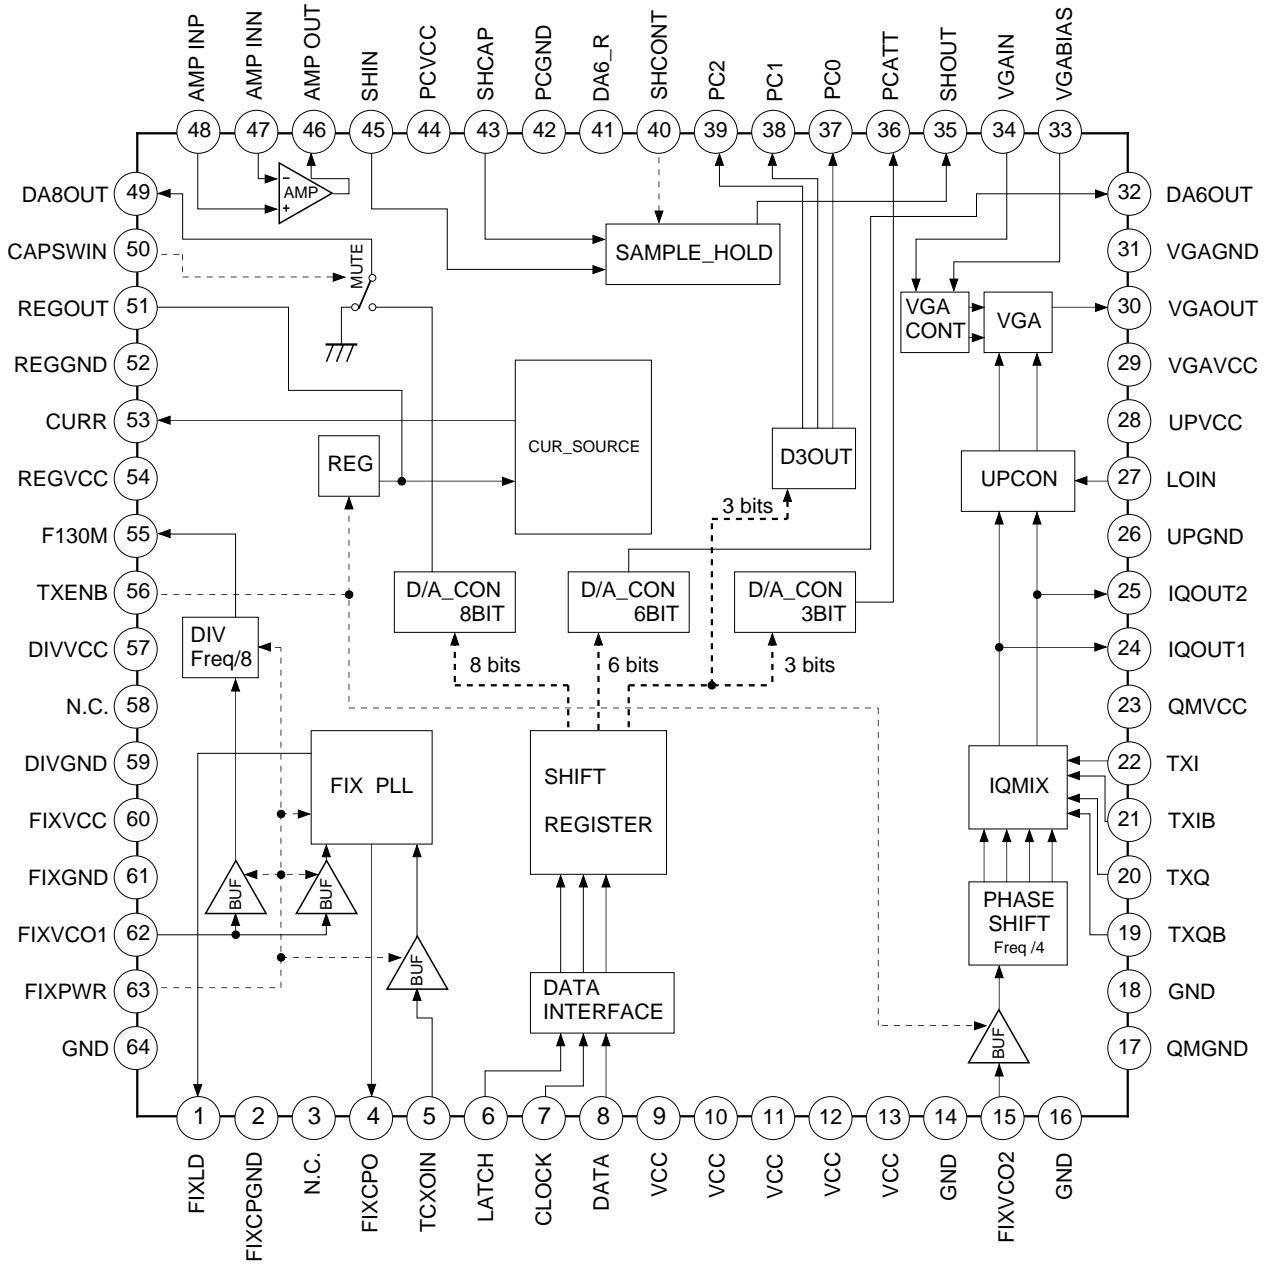 AMP INP
AMP INN
AMP OUT
SHIN
PCVCC
SHCAP
PCGND
DA6_R
SHCONT
PC2
PC1
PC0
PCATT
SHOUT
VGAIN
VGABIAS
48 47 46 45 44 43 42 41 40 39 38 37 36 35 34 33
DA8OUT 49
CAPSWIN 50
REGOUT 51
REGGND 52
CURR 53
REGVCC 54
F130M 55
TXENB 56
DIVVCC 57
N.C. 58
DIVGND 59
FIXVCC 60
FIXGND 61
FIXVCO1 62
FIXPWR 63
GND 64
32 DA6OUT
31 VGAGND
30 VGAOUT
29 VGAVCC
28 UPVCC
27 LOIN
26 UPGND
25 IQOUT2
24 IQOUT1
23 QMVCC
22 TXI
21 TXIB
20 TXQ
19 TXQB
18 GND
17 QMGND
−
AMP
+
MUTE
SAMPLE_HOLD
VGA
CONT
VGA
CUR_SOURCE
REG
D3OUT
UPCON
3 bits
D/A_CON
8BIT
D/A_CON
6BIT
D/A_CON
3BIT
DIV
Freq/8
8 bits
6 bits
3 bits
FIX PLL
SHIFT
REGISTER
IQMIX
BUF
BUF
BUF
PHASE
SHIFT
Freq /4
DATA
INTERFACE
BUF
1 2 3 4 5 6 7 8 9 10 11 12 13 14 15 16
FIXLD
FIXCPGND
N.C.
FIXCPO
TCXOIN
LATCH
CLOCK
DATA
VCC
VCC
VCC
VCC
VCC
GND
FIXVCO2
GND